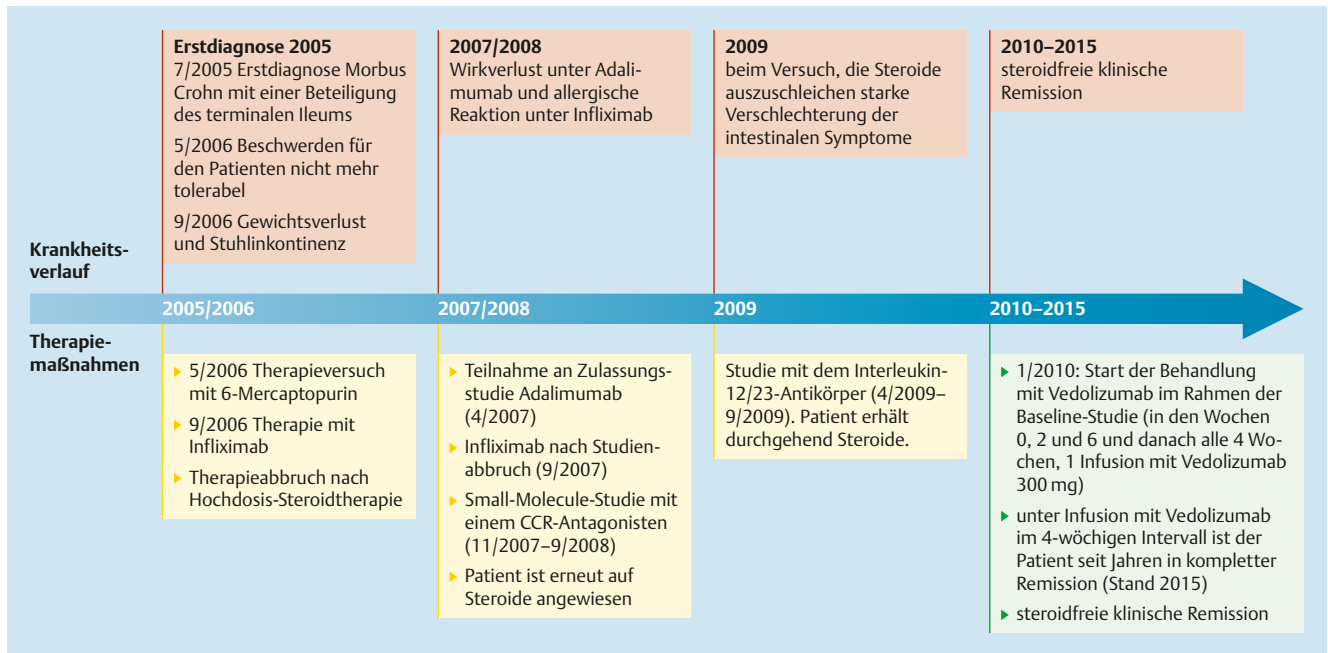 Erstdiagnose 2005
7/2005 Erstdiagnose Morbus
Crohn mit einer Beteiligung
des terminalen Ileums
5/2006 Beschwerden für
den Patienten nicht mehr
tolerabel
9/2006 Gewichtsverlust
und Stuhlinkontinenz
2007/2008
Wirkverlust unter Adali-
mumab und allergische
Reaktion unter Infliximab
2009
beim Versuch, die Steroide
auszuschleichen starke
Verschlechterung der
intestinalen Symptome
2010–2015
steroidfreie klinische
Remission
Krankheits-
verlauf
2005/2006
2007/2008
2009
2010–2015
Therapie-
maßnahmen
5/2006 Therapieversuch
mit 6-Mercaptopurin
9/2006 Therapie mit
Infliximab
Therapieabbruch nach
Hochdosis-Steroidtherapie
Teilnahme an Zulassungs-
studie Adalimumab
(4/2007)
Infliximab nach Studien-
abbruch (9/2007)
Small-Molecule-Studie mit
einem CCR-Antagonisten
(11/2007–9/2008)
Patient ist erneut auf
Steroide angewiesen
Studie mit dem Interleukin-
12/23-Antikörper (4/2009–
9/2009). Patient erhält
durchgehend Steroide.
1/2010: Start der Behandlung
mit Vedolizumab im Rahmen der
Baseline-Studie (in den Wochen
0, 2 und 6 und danach alle 4 Wo-
chen, 1 Infusion mit Vedolizumab
300 mg)
unter Infusion mit Vedolizumab
im 4-wöchigen Intervall ist der
Patient seit Jahren in kompletter
Remission (Stand 2015)
steroidfreie klinische Remission